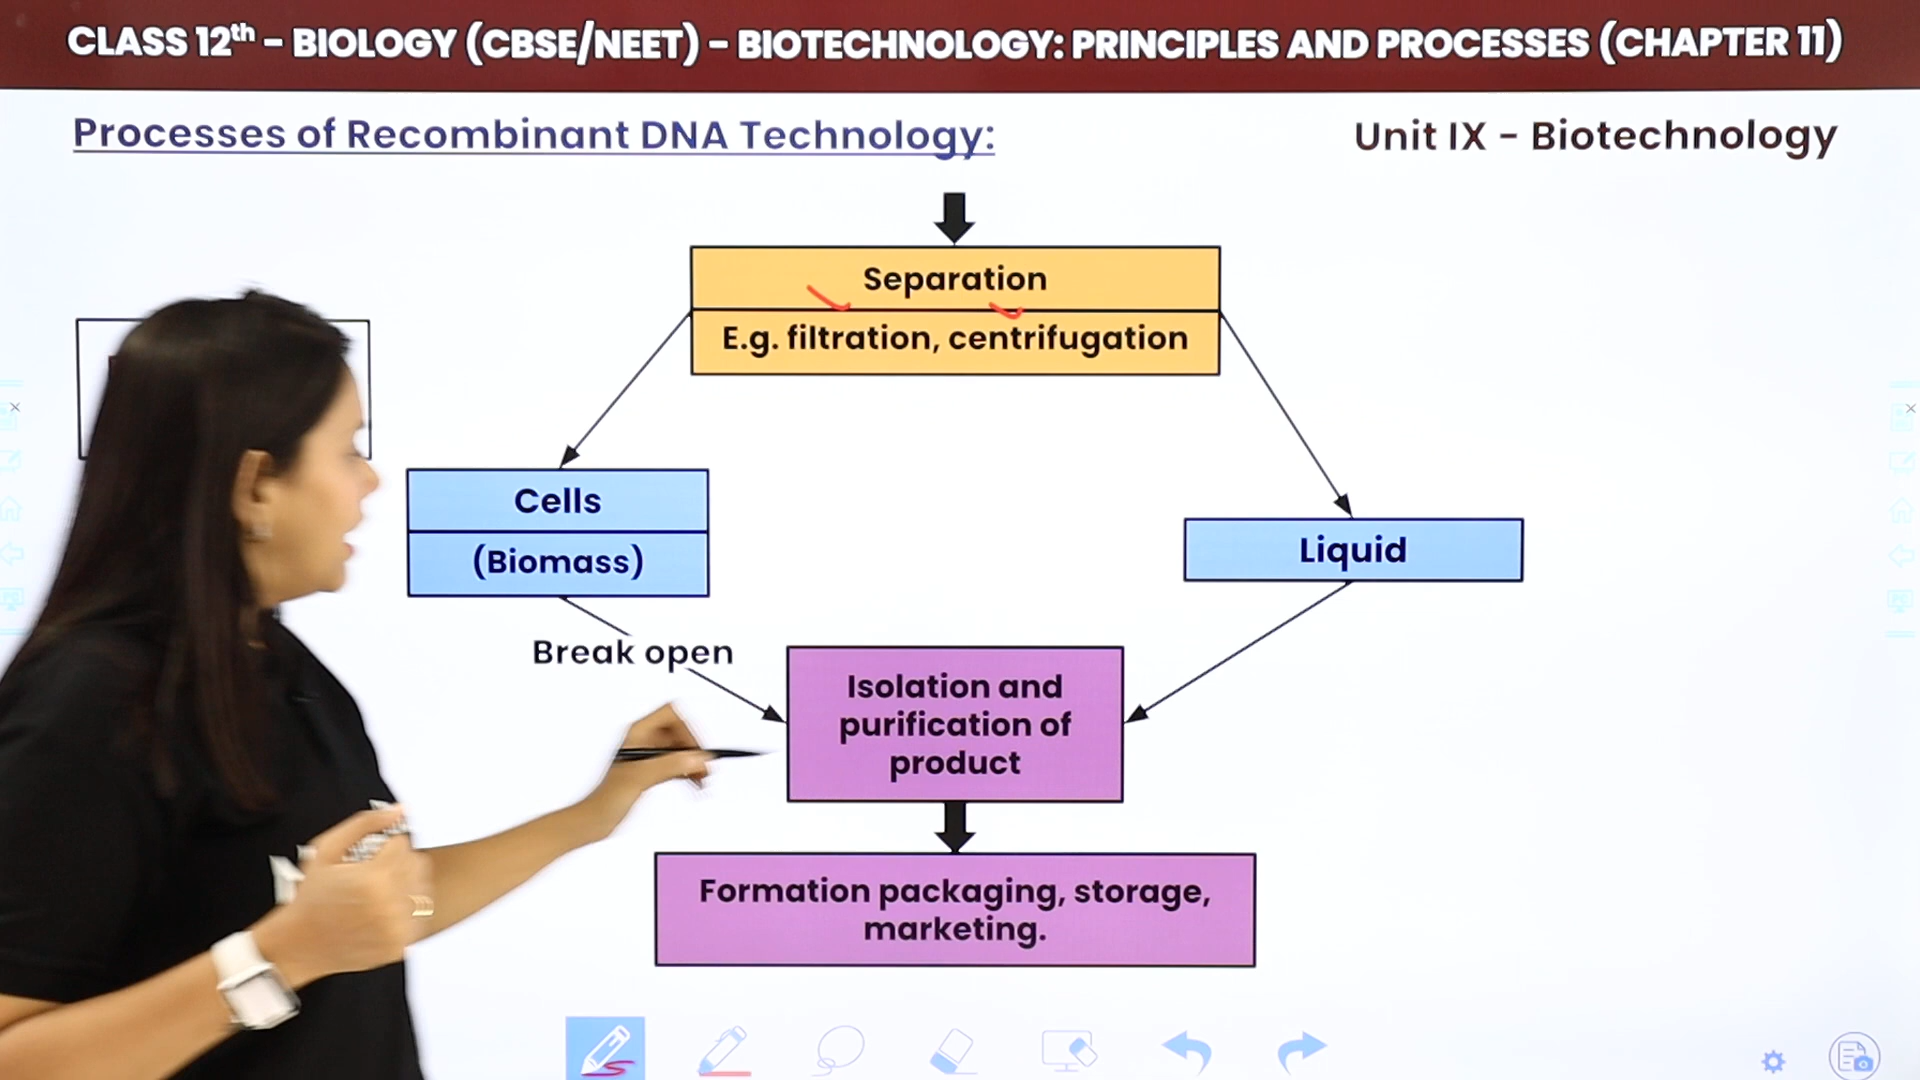 CLASS 12th - BIOLOGY (CBSE/NEET) - BIOTECHNOLOGY: PRINCIPLES AND PROCESSES (CHAPTER 11)
Processes of Recombinant DNA Technology:
Unit IX - Biotechnology
Separation
E.g. filtration, centrifugation
Cells
(Biomass)
Liquid
Break open
Isolation and
purification of
product
Formation packaging, storage,
marketing.